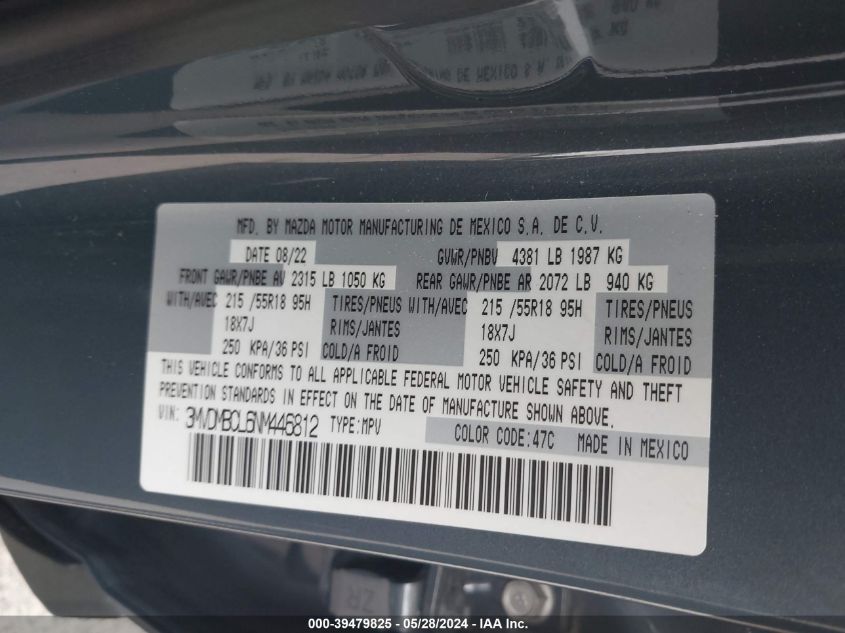 MFD. BY MAZDA MOTOR MANUFACTURING DE MEXICO S.A. DE C.V.
DATE 08/22 GVWR/PNBV 4381 LB 1987 KG
FRONT GAWR/PNBE AV 2315 LB 1050 KG REAR GAWR/PNBE AR 2072 LB 940 KG
WITH/AVEC 215 /55R18 95H TIRES/PNEUS WITH/AVEC 215 /55R18 95H TIRES/PNEUS
18X7J RIMS/JANTES 18X7J RIMS/JANTES
250 KPA/36 PSI COLD/A FROID 250 KPA/36 PSI COLD/A FROID
THIS VEHICLE CONFORMS TO ALL APPLICABLE FEDERAL MOTOR VEHICLE SAFETY AND THEFT
PREVENTION STANDARDS IN EFFECT ON THE DATE OF MANUFACTURE SHOWN ABOVE.
VIN: 3MVDMBCL6NM446812 TYPE:MPV COLOR CODE:47C MADE IN MEXICO
ZR
000-39479825 - 05/28/2024 - IAA Inc.